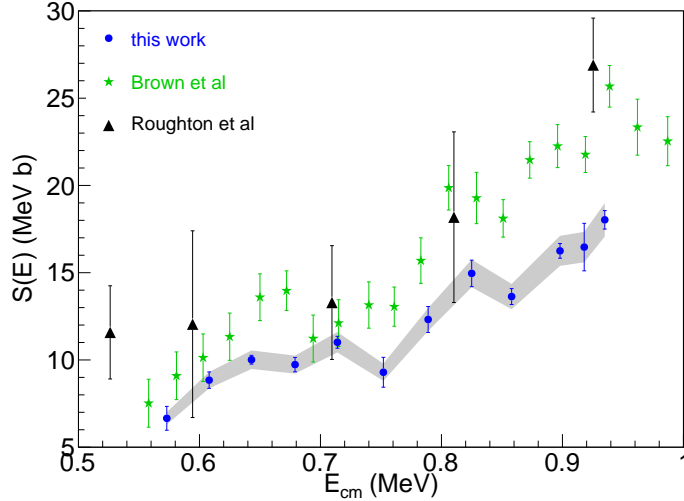 30
25
20
15
10
5
S(E) (MeV b)
this work
Brown et al
Roughton et al
0.5 0.6 0.7 0.8 0.9 1
E_cm (MeV)